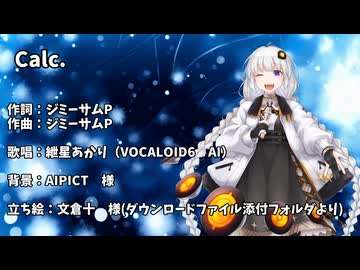 Calc.
作詞：ジミーサムP
作曲：ジミーサムP
歌唱：紲星あかり（VOCALOID6 AI）
背景：AIPICT　様
立ち絵：文倉十　様(ダウンロードファイル添付フォルダより)